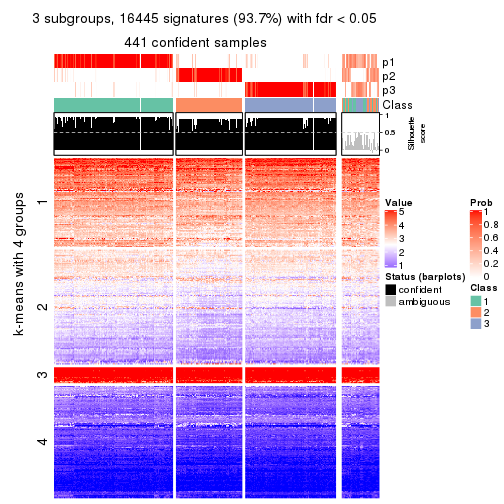 3 subgroups, 16445 signatures (93.7%) with fdr < 0.05
441 confident samples
p1
p2
p3
Class
1
0.5
0
Silhouette
score
k-means with 4 groups
1
2
3
4
Value
5
4
3
2
1
Status (barplots)
confident
ambiguous
Prob
1
0.8
0.6
0.4
0.2
0
Class
1
2
3